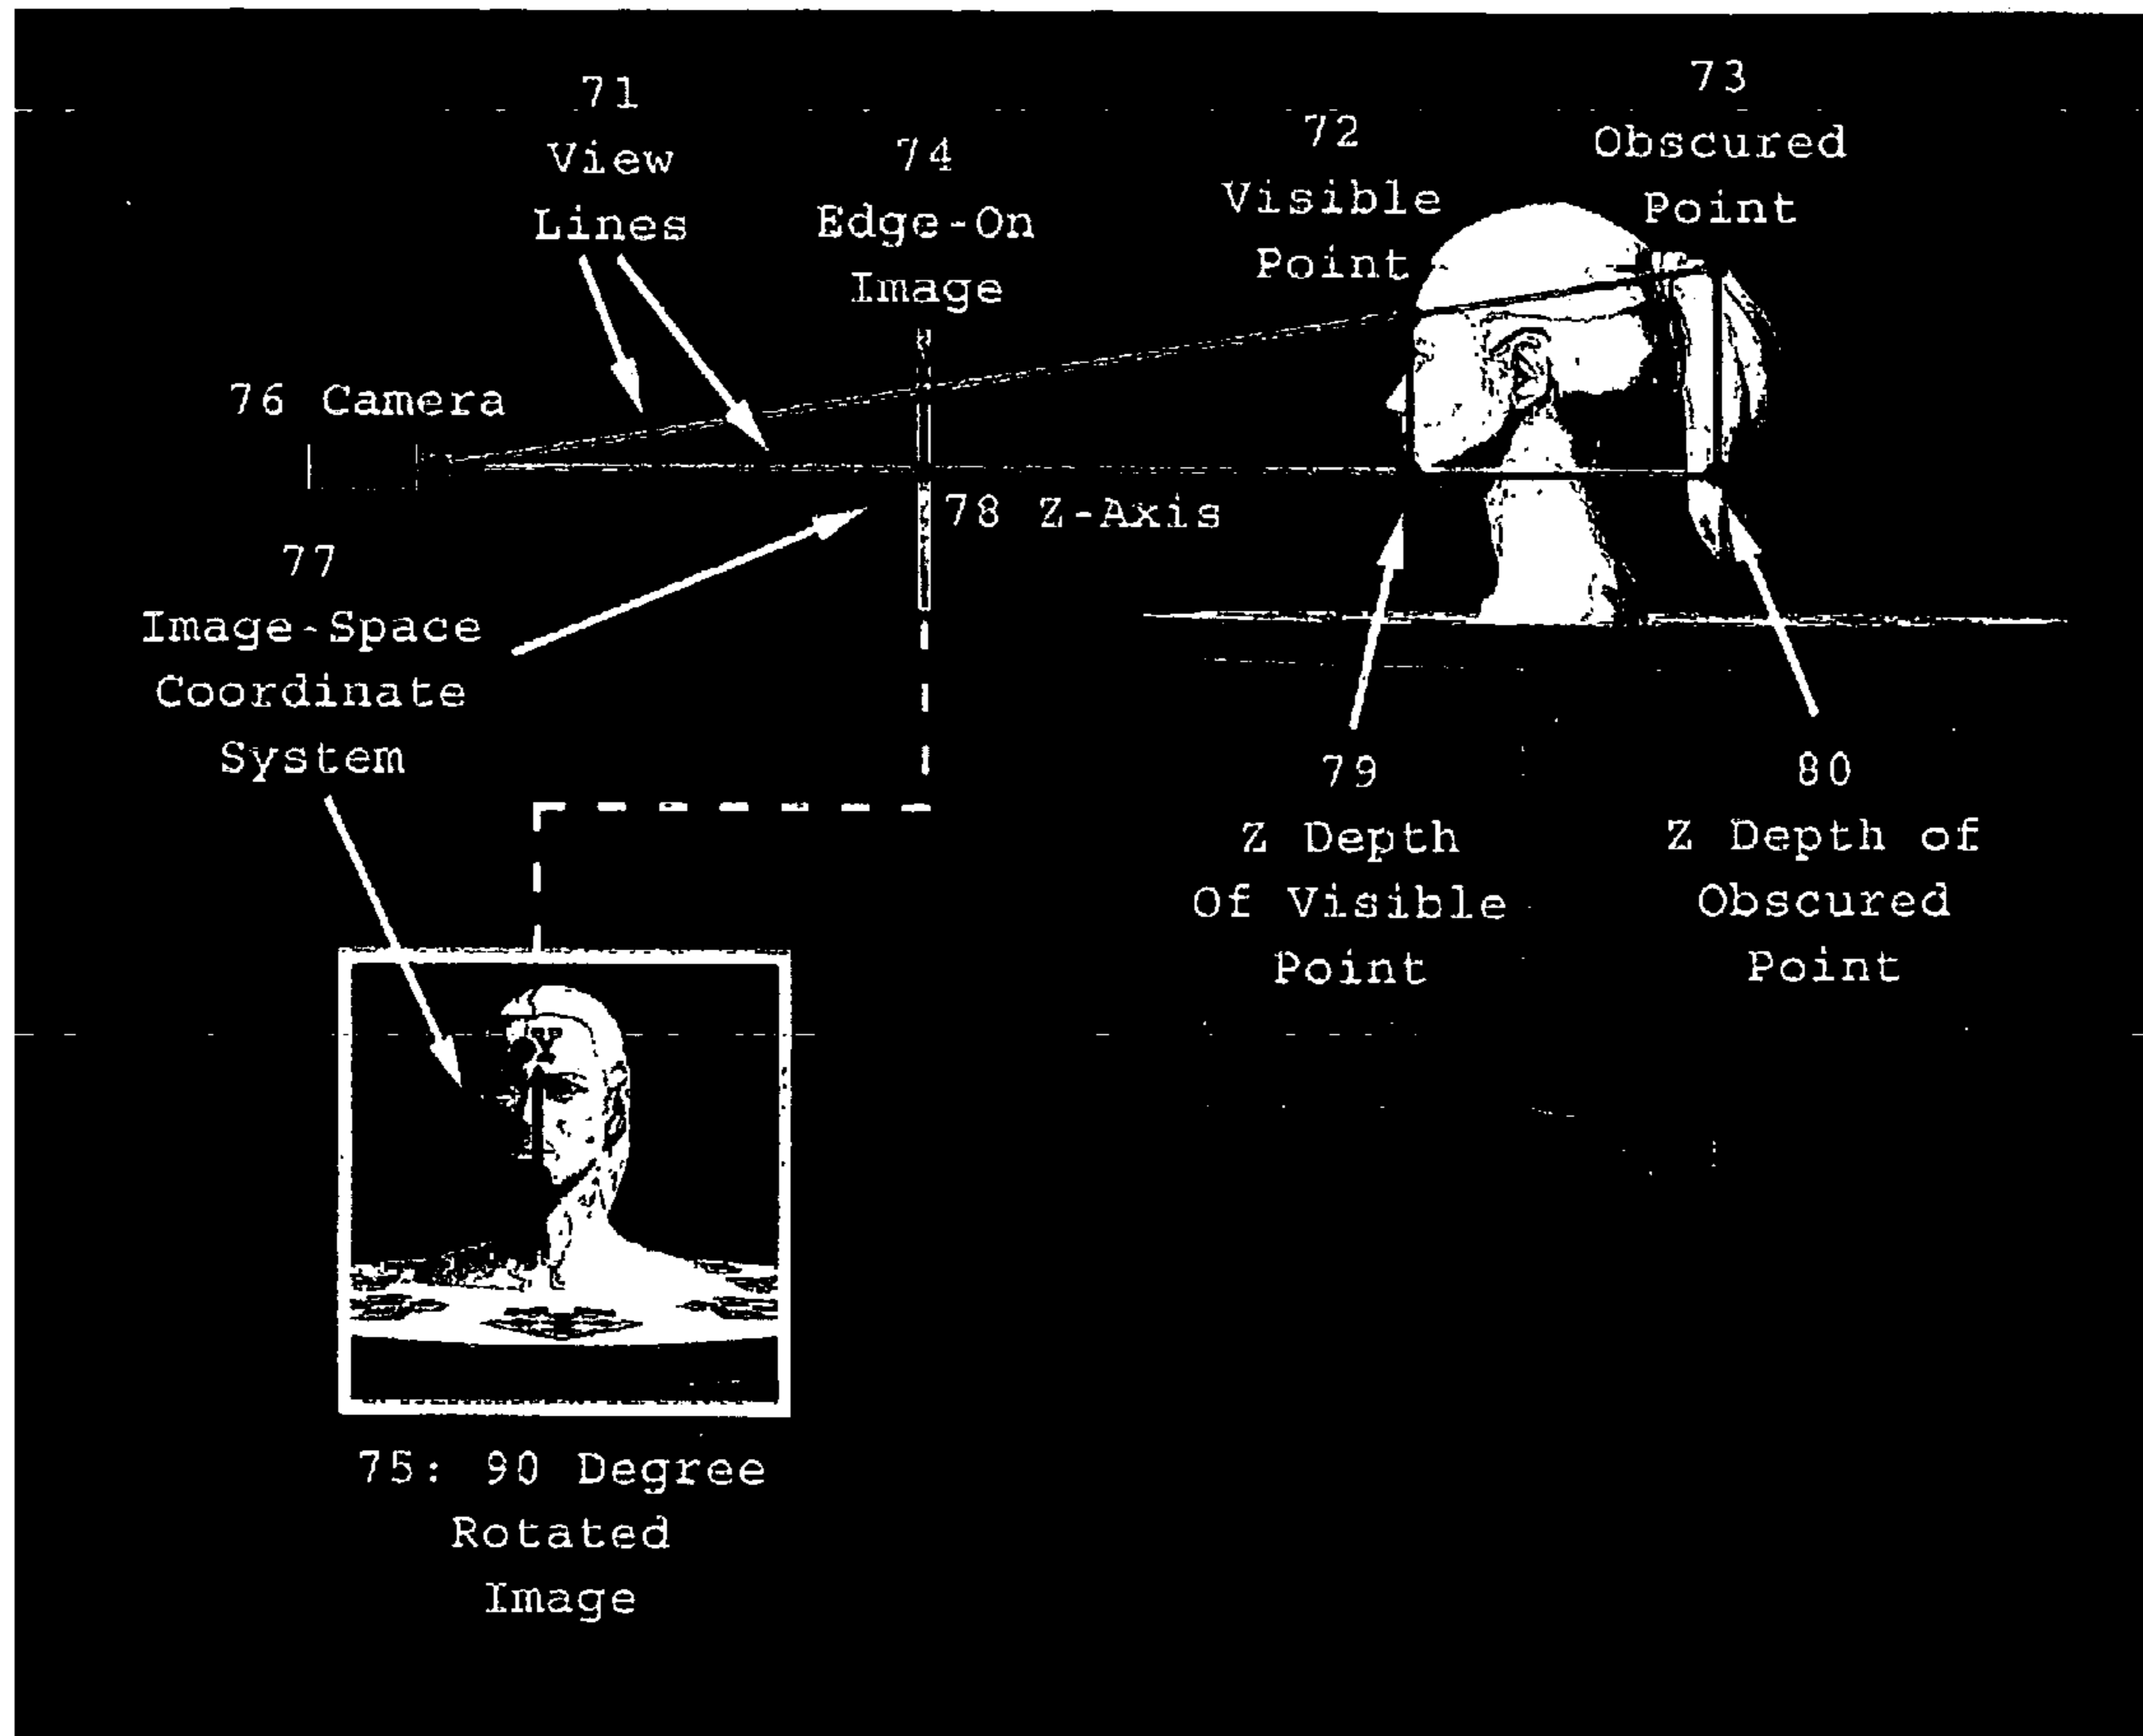 71
View
Lines
74
Edge-On
Image
72
Visible
Point
73
Obscured
Point
76 Camera
78 Z-Axis
77
Image-Space
Coordinate
System
79
Z Depth
Of Visible
Point
80
Z Depth of
Obscured
Point
75: 90 Degree
Rotated
Image